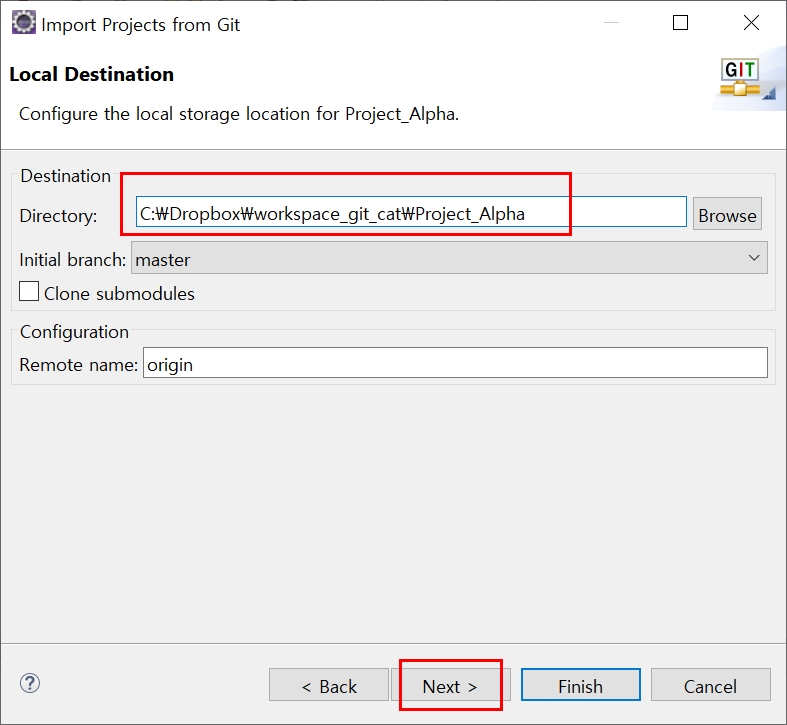 Import Projects from Git
Local Destination
GIT
Configure the local storage location for Project_Alpha.
Destination
Directory: C:₩Dropbox₩workspace_git_cat₩Project_Alpha Browse
Initial branch: master
Clone submodules
Configuration
Remote name: origin
? < Back Next > Finish Cancel